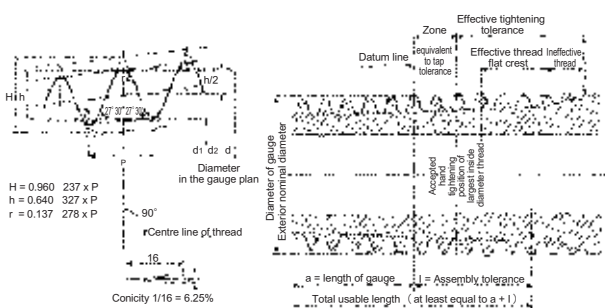 H h
h/2
27° 30' 27° 30'
P
d1 d2 d
Diameter
in the gauge plan
H = 0.960 237 x P
h = 0.640 327 x P
r = 0.137 278 x P
90°
Centre line of thread
16
Conicity 1/16 = 6.25%
Effective tightening
tolerance
Zone
equivalent
to tap
tolerance
Datum line
Effective thread
flat crest
Ineffective
thread
Diameter of gauge
Exterior nominal diameter
Accepted
hand
tightening
position of
largest inside
diameter thread
a = length of gauge
l = Assembly tolerance
Total usable length ( at least equal to a + l )